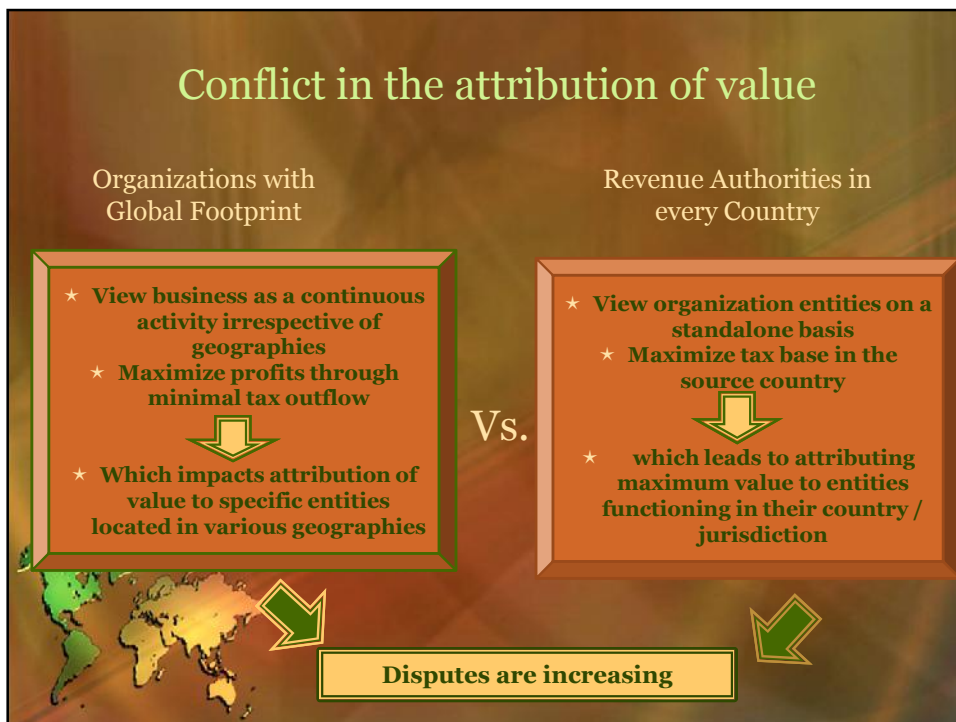 Conflict in the attribution of value
Organizations with
Global Footprint
★ View business as a continuous
activity irrespective of
geographies
★ Maximize profits through
minimal tax outflow
★ Which impacts attribution of
value to specific entities
located in various geographies
Vs.
Revenue Authorities in
every Country
★ View organization entities on a
standalone basis
★ Maximize tax base in the
source country
★ which leads to attributing
maximum value to entities
functioning in their country /
jurisdiction
Disputes are increasing